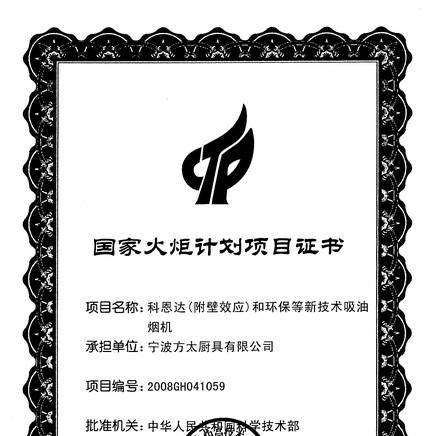 国家火炬计划项目证书
项目名称：科恩达(附壁效应)和环保等新技术吸油
烟机
承担单位：宁波方太厨具有限公司
项目编号：2008GH041059
批准机关：中华人民共和国科学技术部